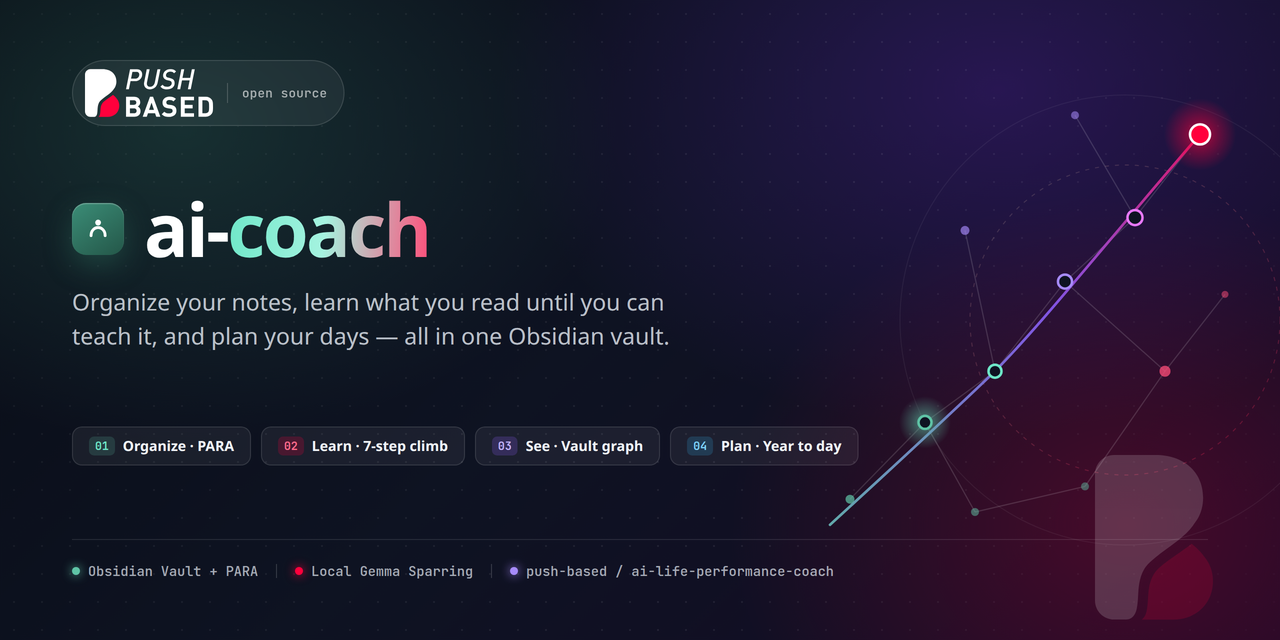 PUSH
BASED
open source
ai-coach
Organize your notes, learn what you read until you can
teach it, and plan your days — all in one Obsidian vault.
01 Organize · PARA
02 Learn · 7-step climb
03 See · Vault graph
04 Plan · Year to day
Obsidian Vault + PARA
Local Gemma Sparring
push-based / ai-life-performance-coach